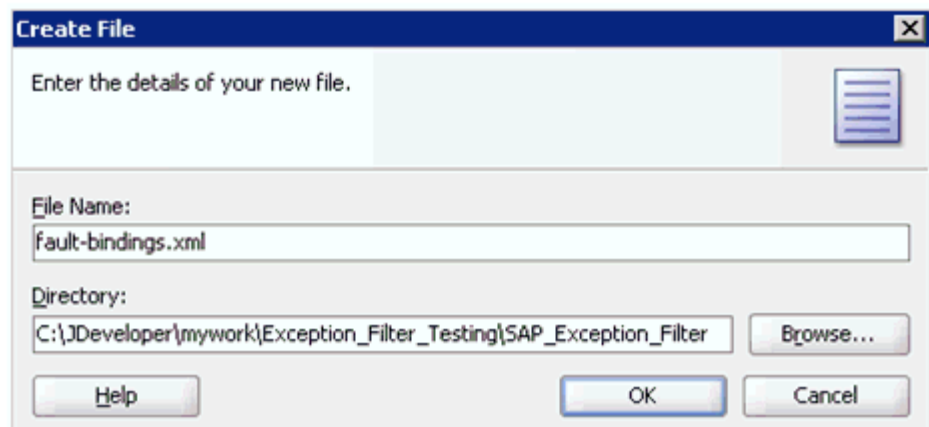 Create File
Enter the details of your new file.
File Name:
fault-bindings.xml
Directory:
C:\JDeveloper\mywork\Exception_Filter_Testing\SAP_Exception_Filter
Browse...
Help
OK
Cancel